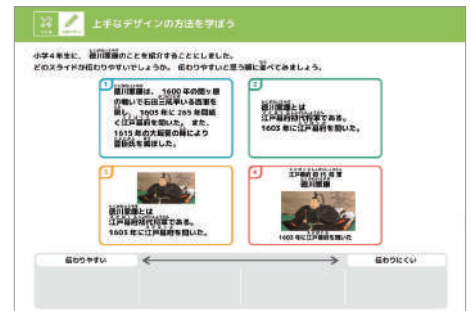 上手なデザインの方法を学ぼう
小学4年生に、徳川家康のことを紹介することにしました。
どのスライドが伝わりやすいでしょうか。伝わりやすいと思う順に並べてみましょう。
1
徳川家康は、1600年の関ヶ原
の戦いで石田三成率いる西軍を
倒し、1603年に265年間続
く江戸幕府を開いた。また、
1615年の大阪夏の陣により
豊臣氏を滅ぼした。
2
徳川家康とは
江戸幕府初代将軍である。
1603年に江戸幕府を開いた。
3
徳川家康とは
江戸幕府初代将軍である。
1603年に江戸幕府を開いた。
4
江戸幕府初代将軍
徳川家康
1603年に江戸幕府を開いた
伝わりやすい
伝わりにくい